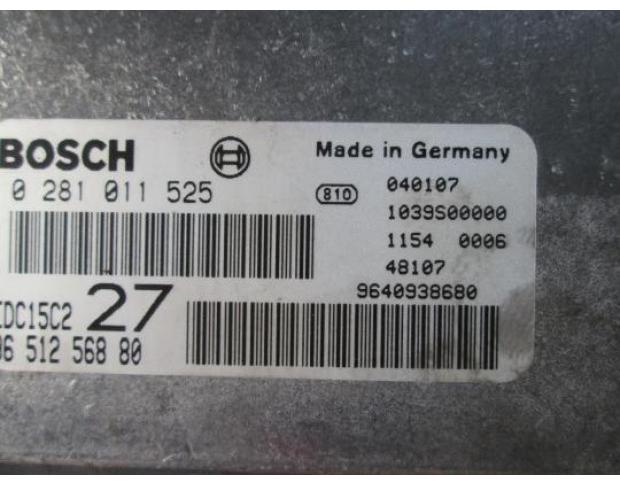 BOSCH
Made in Germany
0 281 011 525
810
040107
1039S00000
1154 0006
48107
9640938680
EDC15C2 27
96 512 568 80